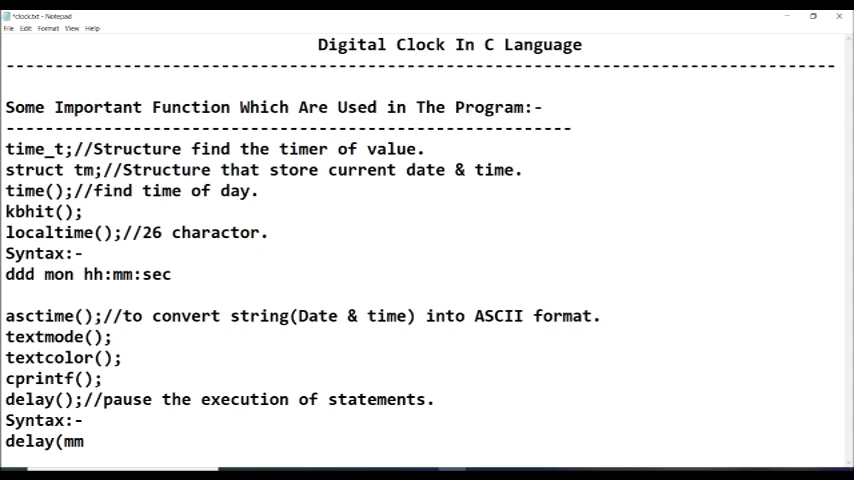 *clock.txt - Notepad
File Edit Format View Help
Digital Clock In C Language
-------------------------------------------------------------------------------------
Some Important Function Which Are Used in The Program:-
----------------------------------------------------------
time_t;//Structure find the timer of value.
struct tm;//Structure that store current date & time.
time();//find time of day.
kbhit();
localtime();//26 charactor.
Syntax:-
ddd mon hh:mm:sec
asctime();//to convert string(Date & time) into ASCII format.
textmode();
textcolor();
cprintf();
delay();//pause the execution of statements.
Syntax:-
delay(mm